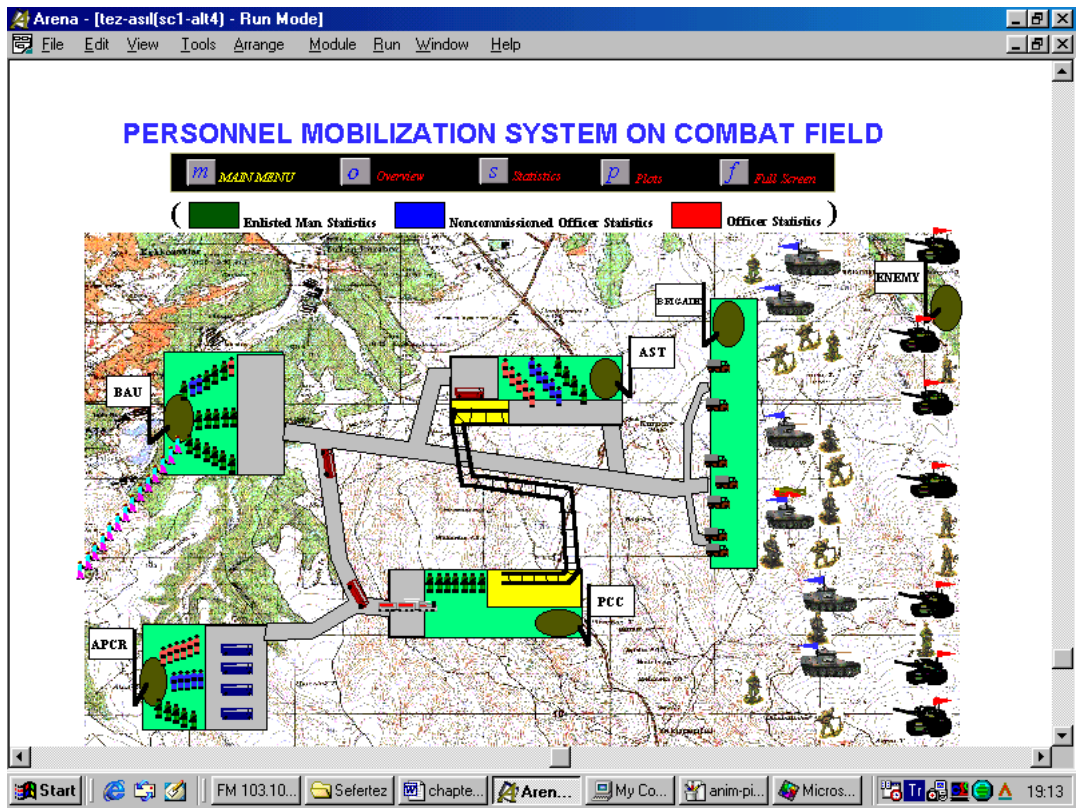 Arena - [tez-asıl(sc1-alt4) - Run Mode]
File Edit View Tools Arrange Module Run Window Help
PERSONNEL MOBILIZATION SYSTEM ON COMBAT FIELD
m MAIN MENU o Overview s Statistics p Plots f Full Screen
( Enlisted Man Statistics Noncommissioned Officer Statistics Officer Statistics )
ENEMY
BRIGADE
AST
BAU
PCC
APCR
Start FM 103.10... Sefertez chapte... Aren... My Co... anim-pi... Micros... Tr 19:13